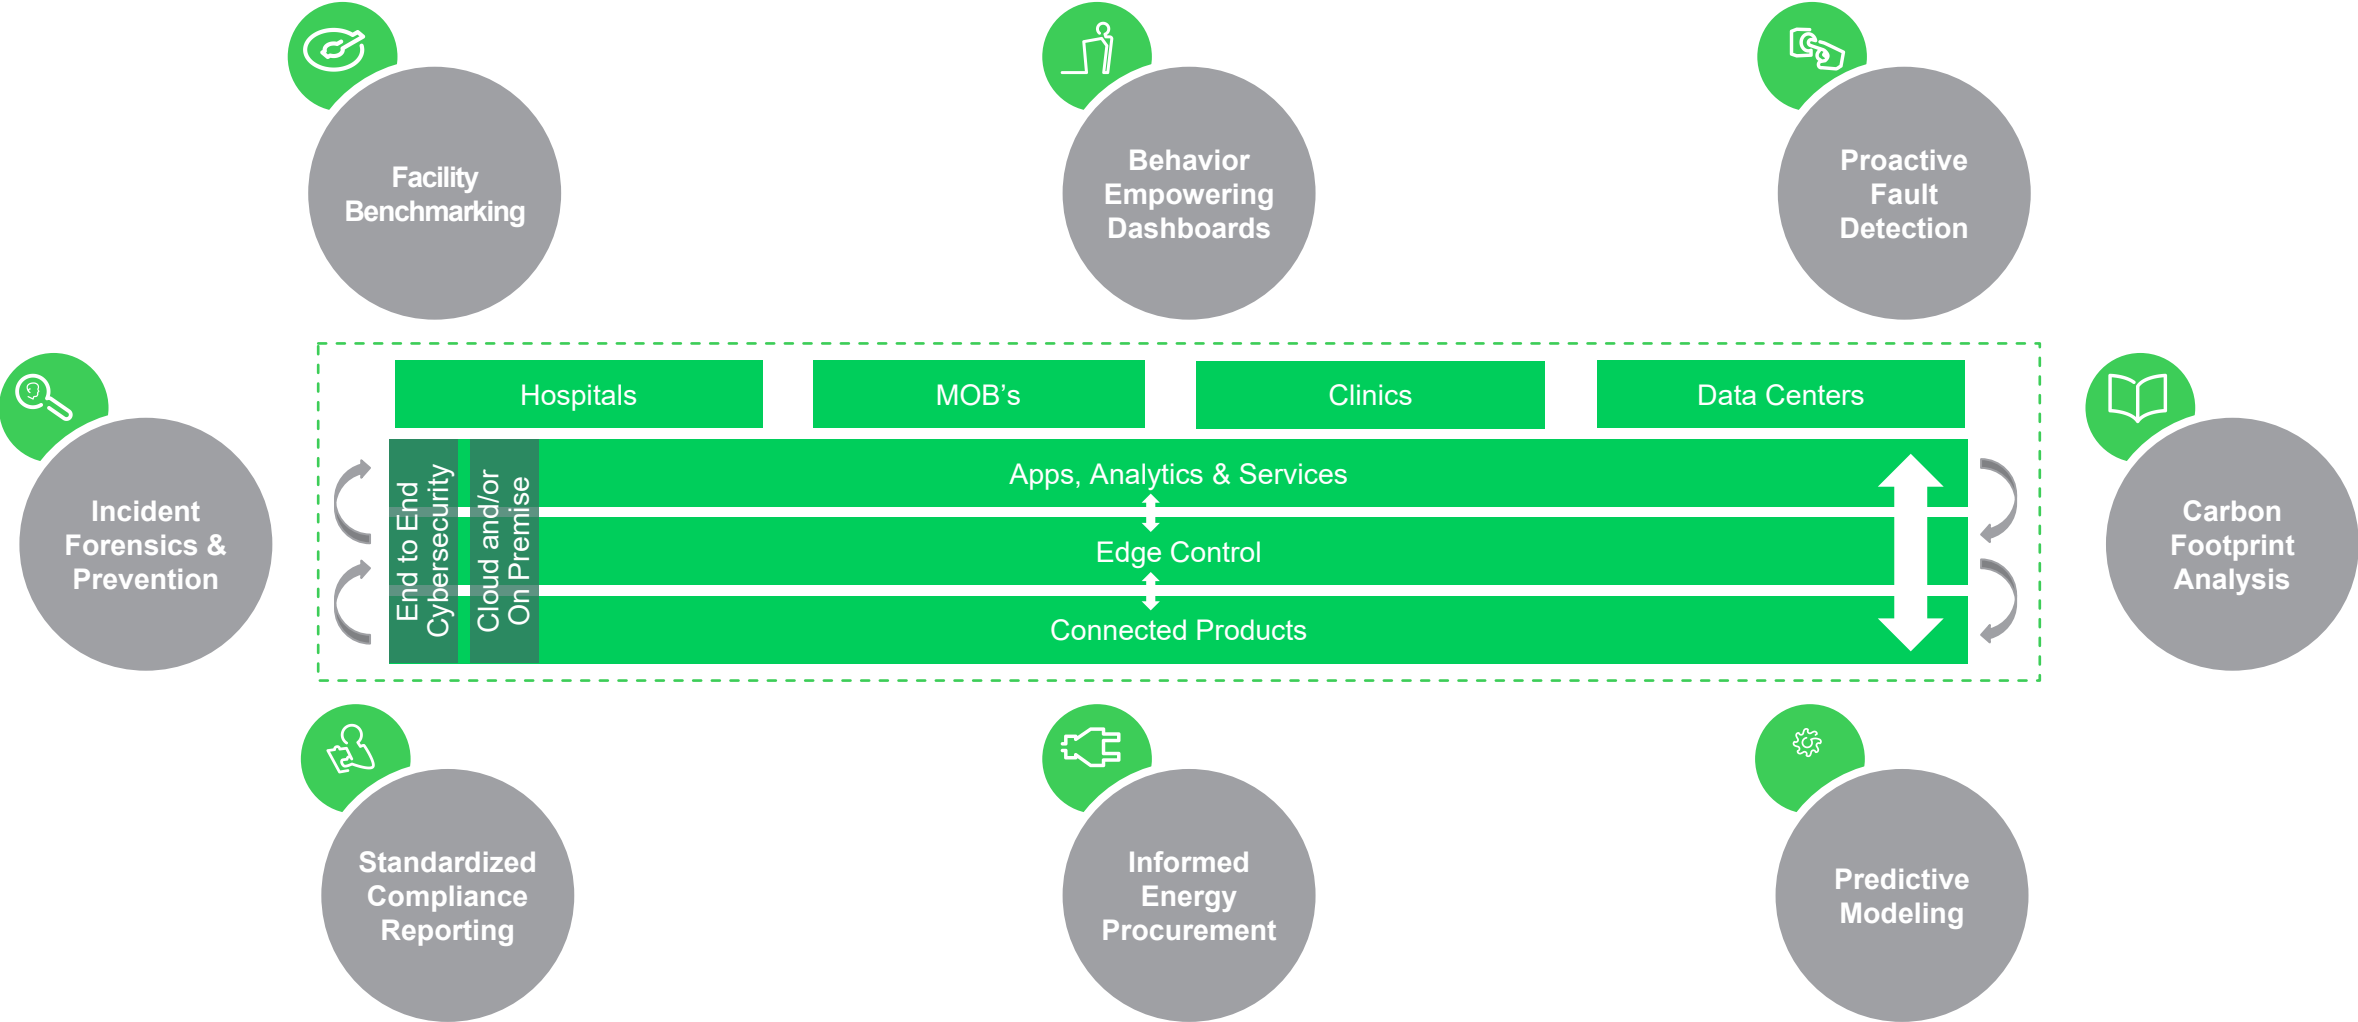 Facility
Benchmarking
Behavior
Empowering
Dashboards
Proactive
Fault
Detection
Hospitals
MOB’s
Clinics
Data Centers
Incident
Forensics &
Prevention
End to End
Cybersecurity
Cloud and/or
On Premise
Apps, Analytics & Services
Edge Control
Connected Products
Carbon
Footprint
Analysis
Standardized
Compliance
Reporting
Informed
Energy
Procurement
Predictive
Modeling